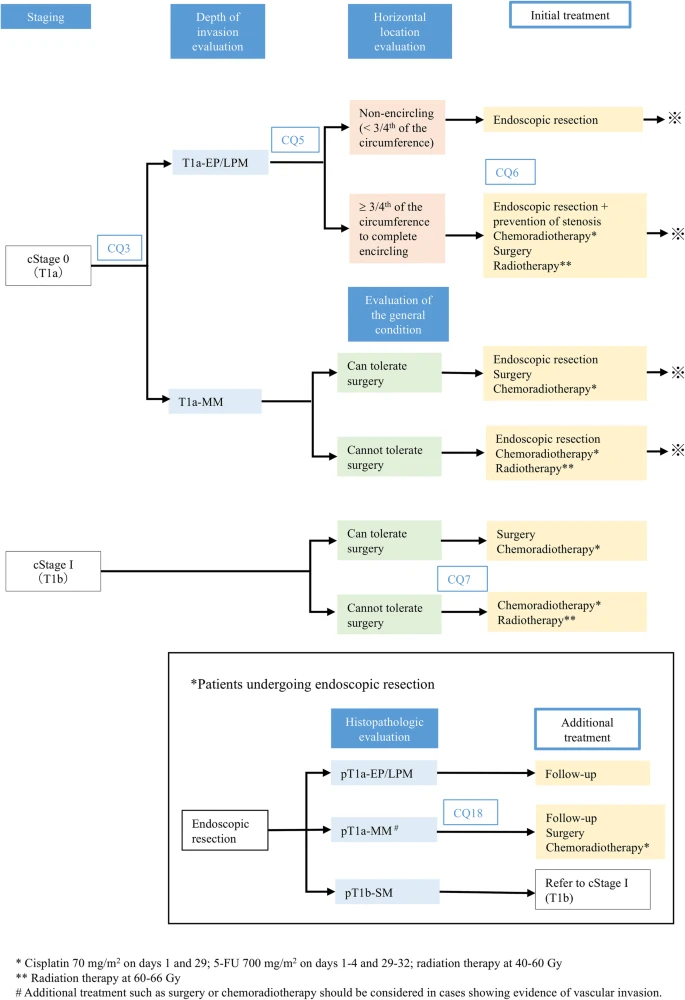 Staging
Depth of
invasion
evaluation
Horizontal
location
evaluation
Initial treatment
Non-encircling
(< 3/4th of the
circumference)
Endoscopic resection
※
CQ5
T1a-EP/LPM
CQ6
≥ 3/4th of the
circumference
to complete
encircling
Endoscopic resection +
prevention of stenosis
Chemoradiotherapy*
Surgery
Radiotherapy**
※
CQ3
cStage 0
(T1a)
Evaluation of
the general
condition
Can tolerate
surgery
Endoscopic resection
Surgery
Chemoradiotherapy*
※
T1a-MM
Cannot tolerate
surgery
Endoscopic resection
Chemoradiotherapy*
Radiotherapy**
※
Can tolerate
surgery
Surgery
Chemoradiotherapy*
cStage I
(T1b)
CQ7
Cannot tolerate
surgery
Chemoradiotherapy*
Radiotherapy**
*Patients undergoing endoscopic resection
Histopathologic
evaluation
Additional
treatment
pT1a-EP/LPM
Follow-up
Endoscopic
resection
pT1a-MM #
CQ18
Follow-up
Surgery
Chemoradiotherapy*
pT1b-SM
Refer to cStage I
(T1b)
* Cisplatin 70 mg/m2 on days 1 and 29; 5-FU 700 mg/m2 on days 1-4 and 29-32; radiation therapy at 40-60 Gy
** Radiation therapy at 60-66 Gy
# Additional treatment such as surgery or chemoradiotherapy should be considered in cases showing evidence of vascular invasion.